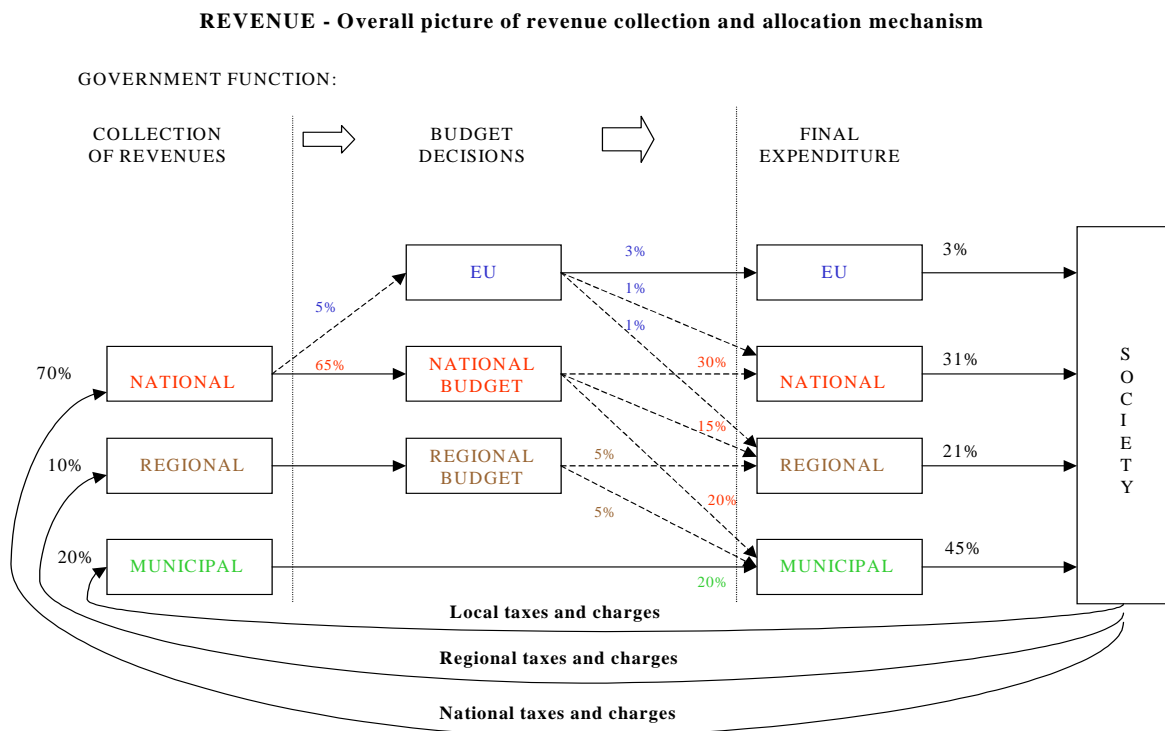 REVENUE - Overall picture of revenue collection and allocation mechanism
GOVERNMENT FUNCTION:
COLLECTION
OF REVENUES
BUDGET
DECISIONS
FINAL
EXPENDITURE
EU
3%
EU
3%
1%
5%
1%
70%
NATIONAL
65%
NATIONAL
BUDGET
30%
NATIONAL
31%
15%
10%
REGIONAL
REGIONAL
BUDGET
5%
REGIONAL
21%
5%
20%
20%
MUNICIPAL
20%
MUNICIPAL
45%
S
O
C
I
E
T
Y
Local taxes and charges
Regional taxes and charges
National taxes and charges